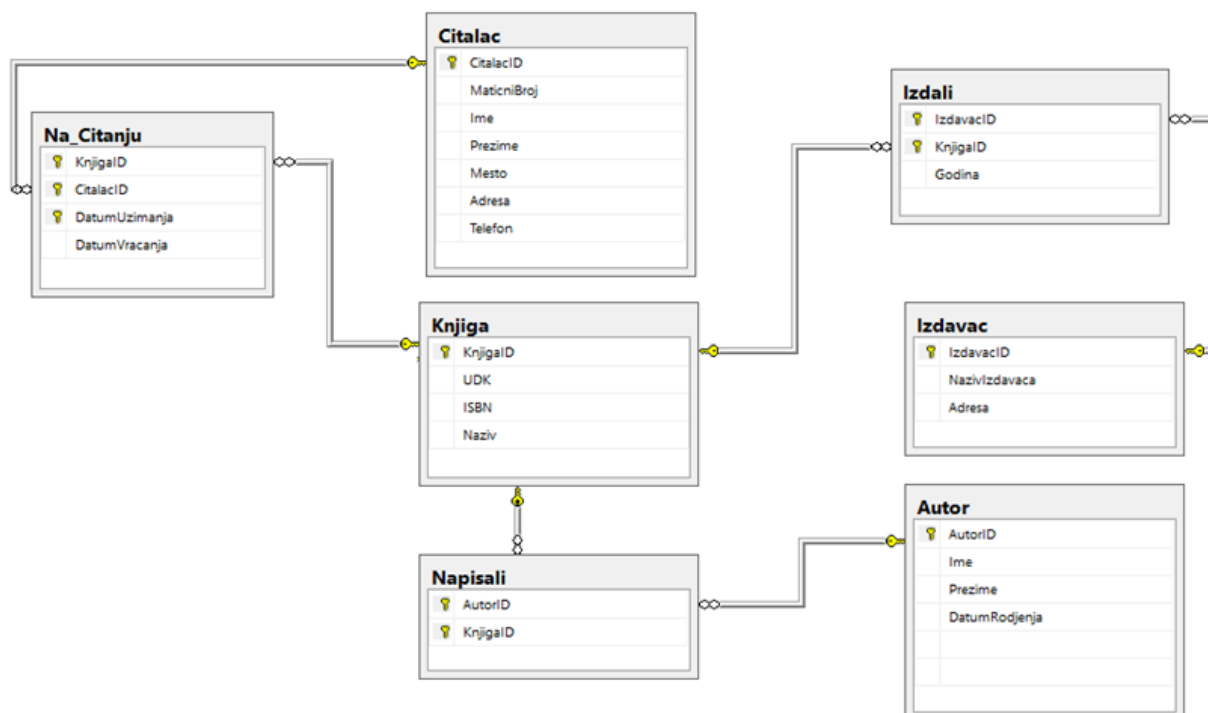 Citalac
CitalacID
MaticniBroj
Ime
Prezime
Mesto
Adresa
Telefon
Na_Citanju
KnjigaID
CitalacID
DatumUzimanja
DatumVracanja
Izdali
IzdavacID
KnjigaID
Godina
Knjiga
KnjigaID
UDK
ISBN
Naziv
Izdavac
IzdavacID
NazivIzdavaca
Adresa
Napisali
AutorID
KnjigaID
Autor
AutorID
Ime
Prezime
DatumRodjenja